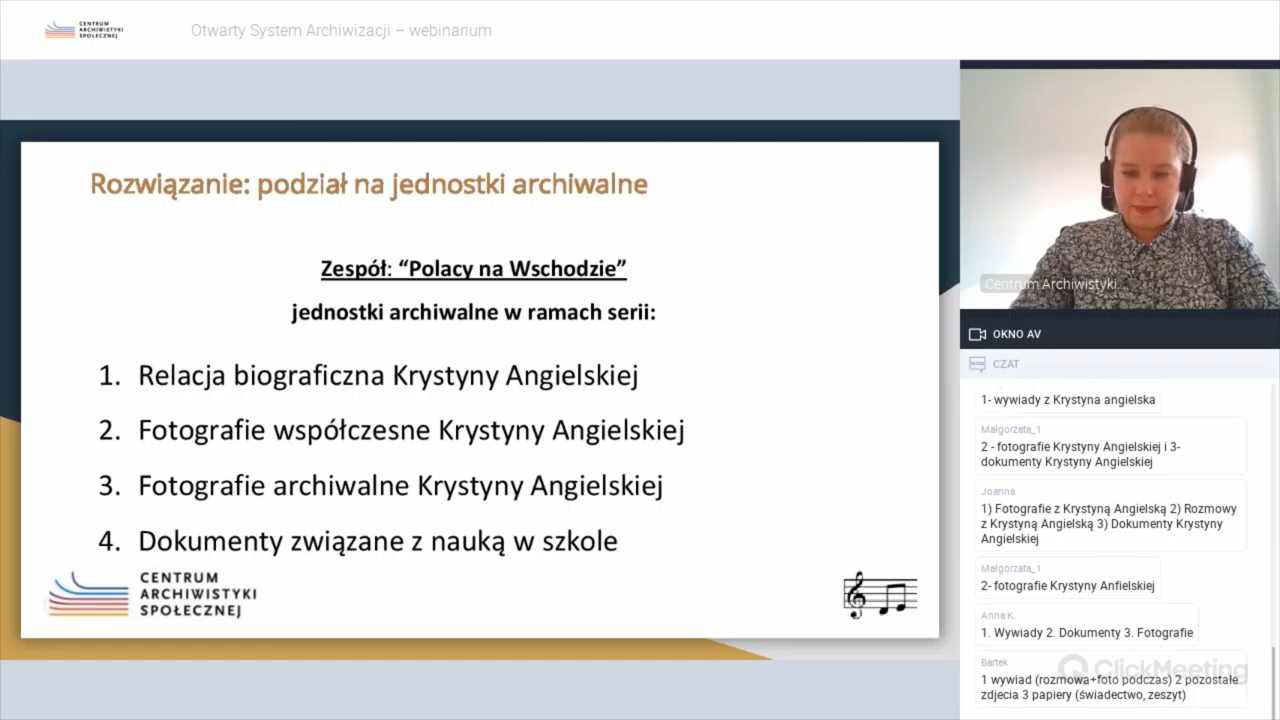 CENTRUM
ARCHIWISTYKI
SPOŁECZNEJ
Otwarty System Archiwizacji – webinarium
Rozwiązanie: podział na jednostki archiwalne
Zespół: “Polacy na Wschodzie”
jednostki archiwalne w ramach serii:
1. Relacja biograficzna Krystyny Angielskiej
2. Fotografie współczesne Krystyny Angielskiej
3. Fotografie archiwalne Krystyny Angielskiej
4. Dokumenty związane z nauką w szkole
CENTRUM
ARCHIWISTYKI
SPOŁECZNEJ
Centrum Archiwistyki...
OKNO AV
CZAT
1- wywiady z Krystyna angielska
Małgorzata_1
2 - fotografie Krystyny Angielskiej i 3-
dokumenty Krystyny Angielskiej
Joanna
1) Fotografie z Krystyną Angielską 2) Rozmowy
z Krystyną Angielską 3) Dokumenty Krystyny
Angielskiej
Małgorzata_1
2- fotografie Krystyny Anfielskiej
Anna K.
1. Wywiady 2. Dokumenty 3. Fotografie
Bartek
1 wywiad (rozmowa+foto podczas) 2 pozostałe
zdjecia 3 papiery (świadectwo, zeszyt)
ClickMeeting